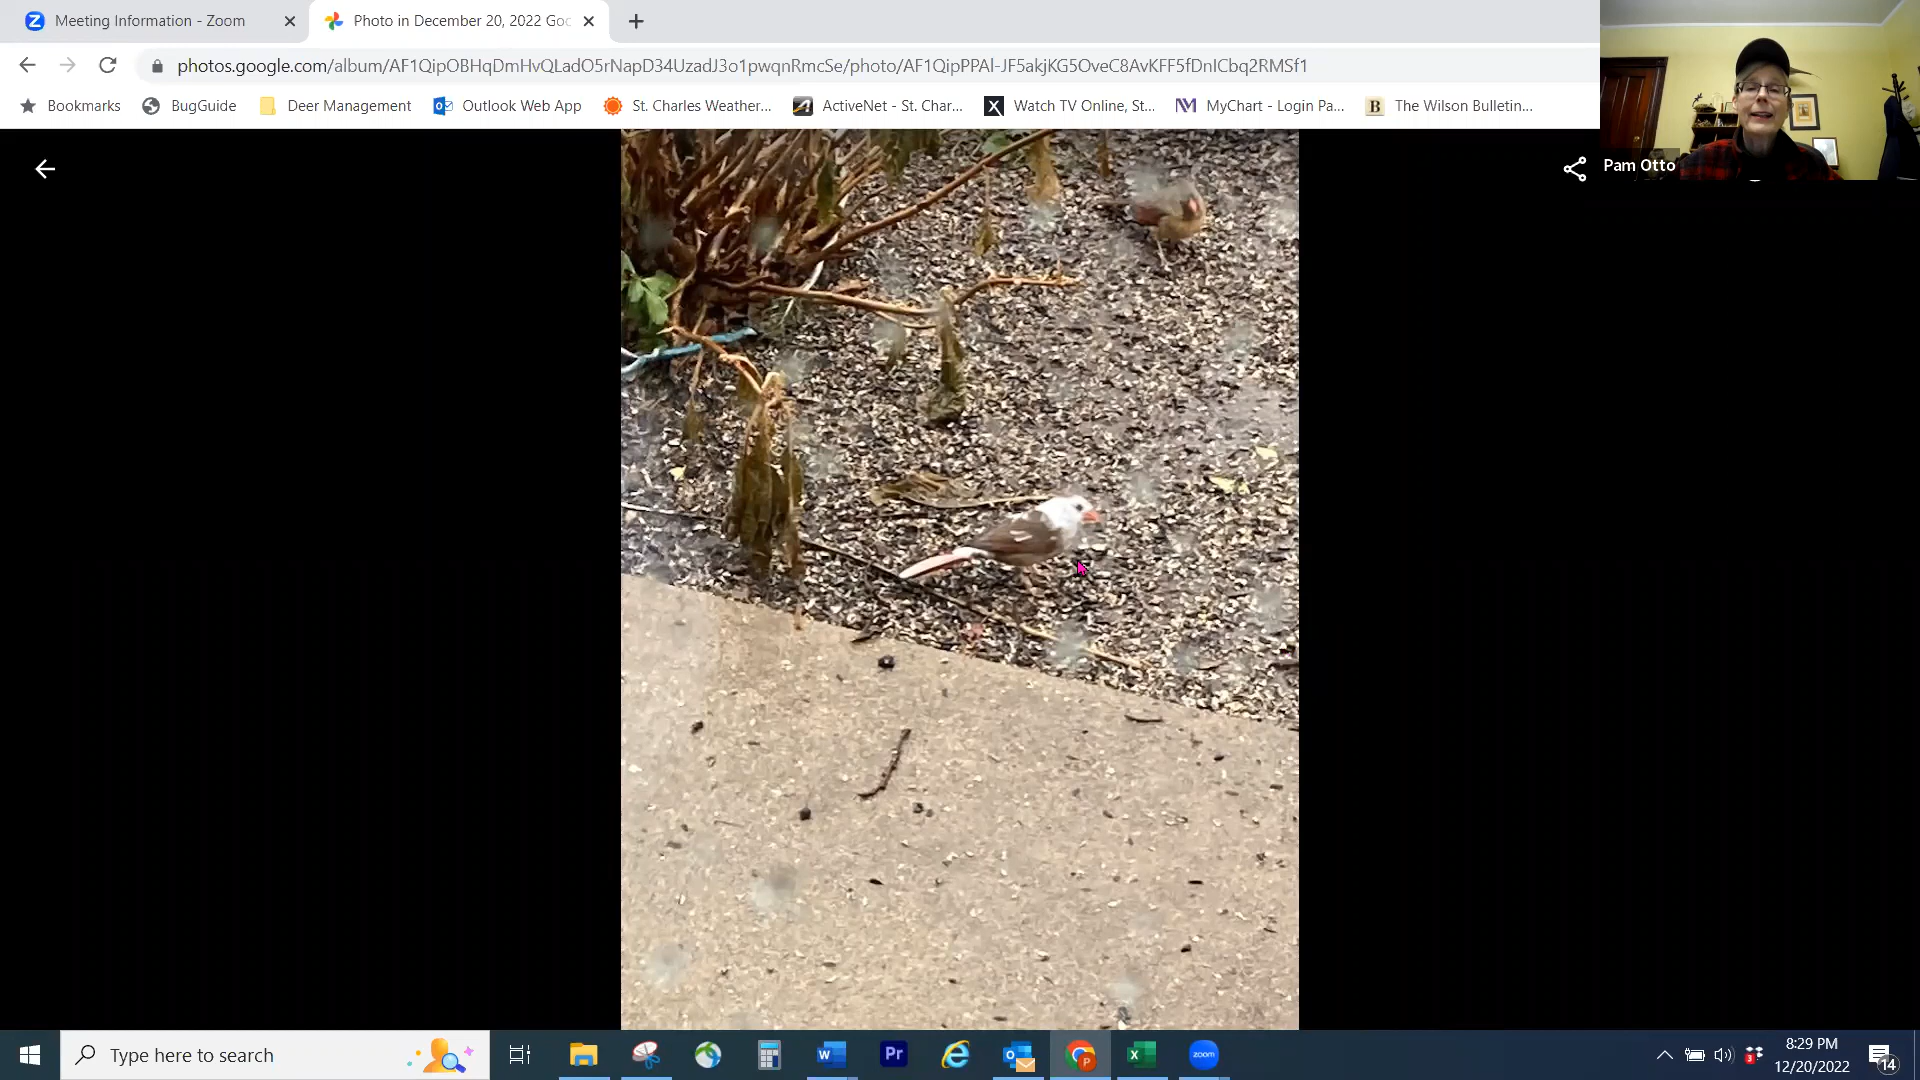 Meeting Information - Zoom
Photo in December 20, 2022 Goo
photos.google.com/album/AF1QipOBHqDmHvQLadO5rNapD34UzadJ3o1pwqnRmcSe/photo/AF1QipPPAl-JF5akjKG5OveC8AvKFF5fDnICbq2RMSf1
Bookmarks BugGuide Deer Management Outlook Web App St. Charles Weather... ActiveNet - St. Char... Watch TV Online, St... MyChart - Login Pa... B The Wilson Bulletin...
Pam Otto
Type here to search
W Pr zoom
8:29 PM
12/20/2022
14